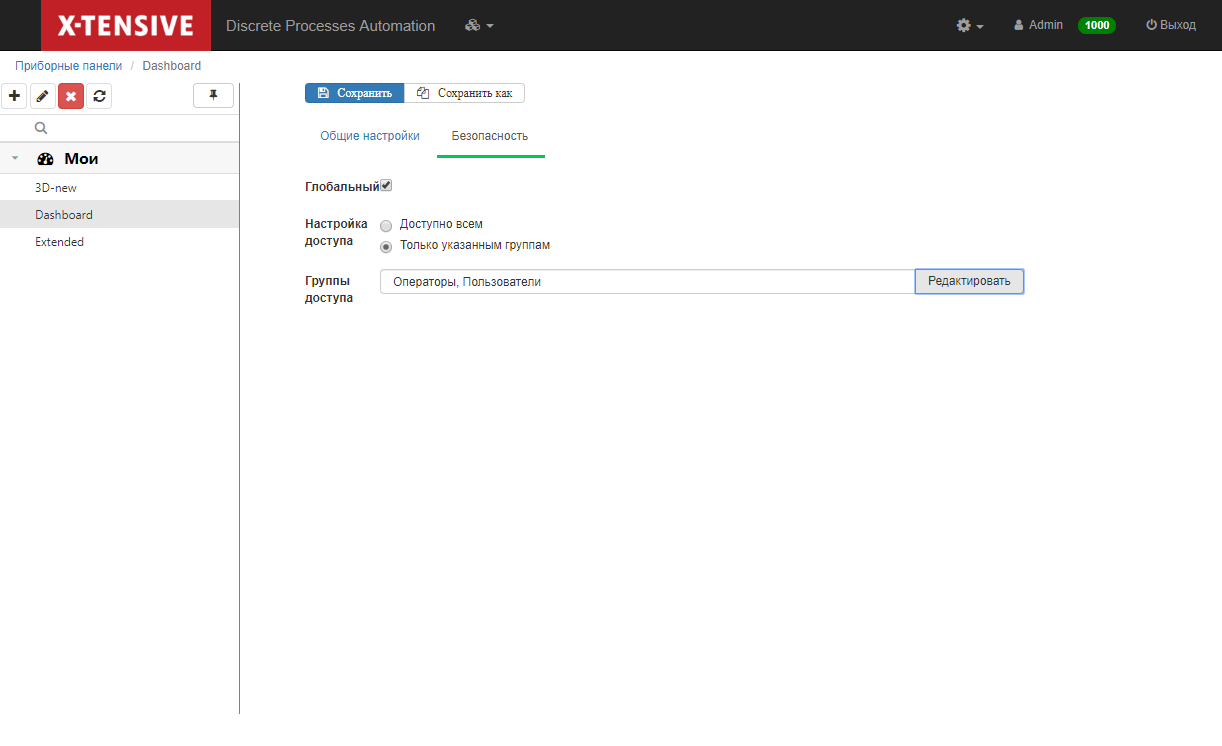 X-TENSIVE Discrete Processes Automation Admin 1000 Выход
Приборные панели / Dashboard
Сохранить Сохранить как
Общие настройки Безопасность
Мои
3D-new
Dashboard
Extended
Глобальный
Настройка доступа
Доступно всем
Только указанным группам
Группы доступа
Операторы, Пользователи Редактировать